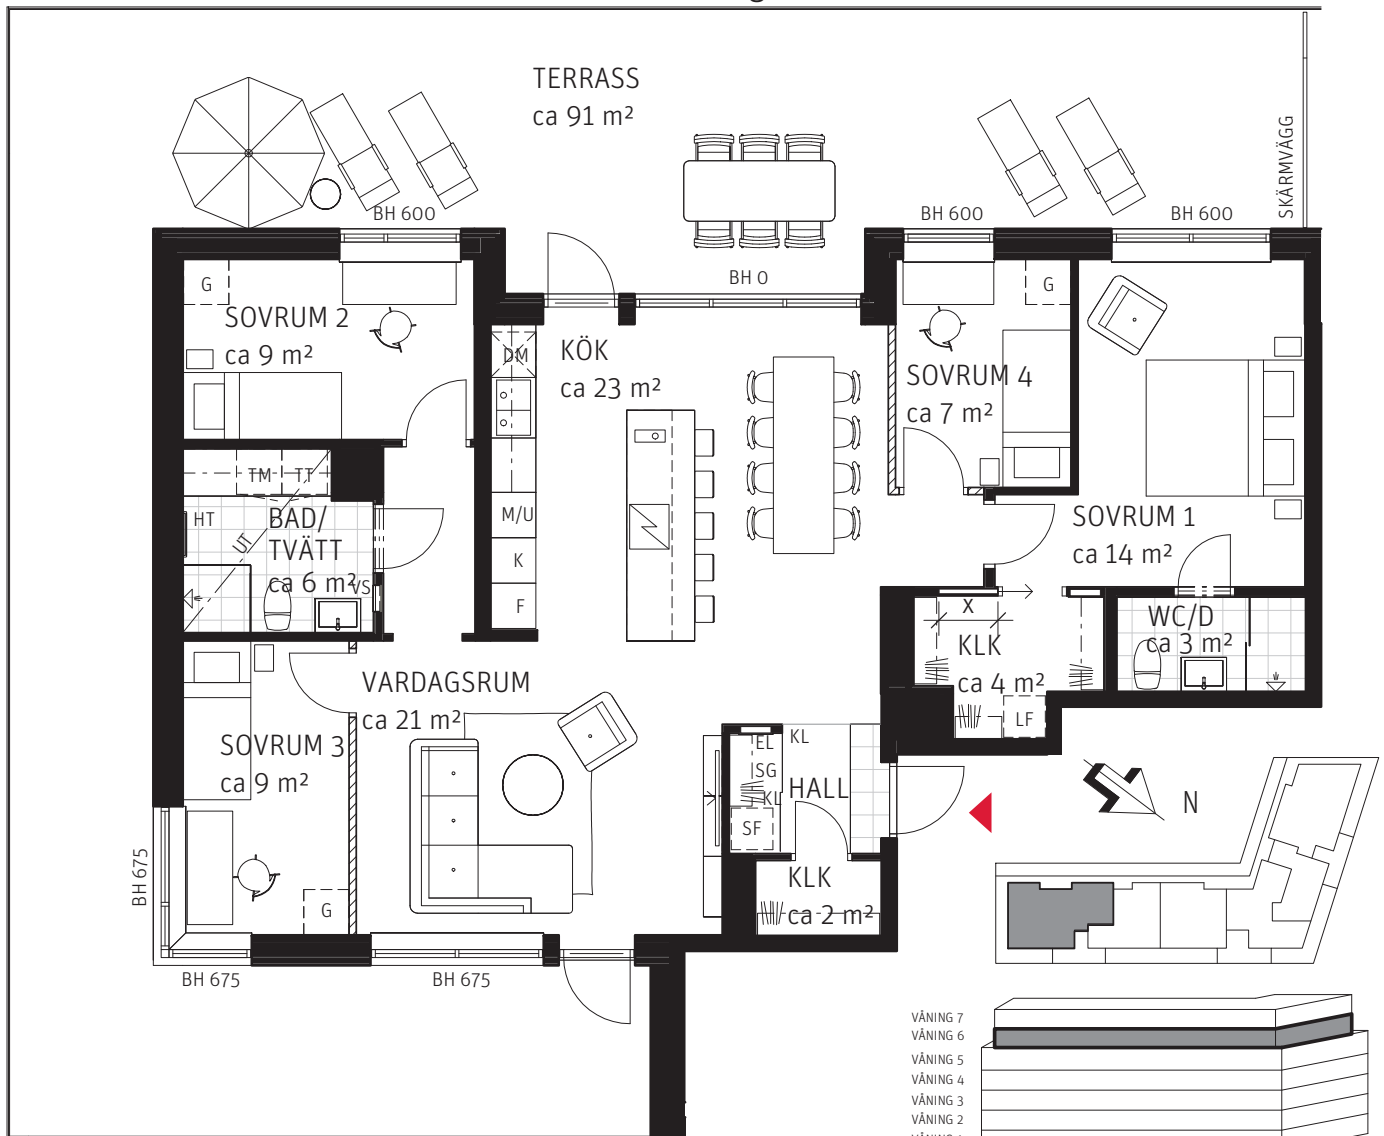 TERRASS
ca 91 m²
SKÄRMVÄGG
BH 600
BH 600
BH 600
BH 0
G
SOVRUM 2
ca 9 m²
DM
KÖK
ca 23 m²
G
SOVRUM 4
ca 7 m²
TM
TT
M/U
K
F
HT
UT
BAD/
TVÄTT
ca 6 m²
VS
SOVRUM 1
ca 14 m²
X
KLK
ca 4 m²
LF
WC/D
ca 3 m²
VARDAGSRUM
ca 21 m²
SOVRUM 3
ca 9 m²
G
EL
KL
SG
KL
SF
HALL
KLK
ca 2 m²
N
BH 675
BH 675
BH 675
VÅNING 7
VÅNING 6
VÅNING 5
VÅNING 4
VÅNING 3
VÅNING 2